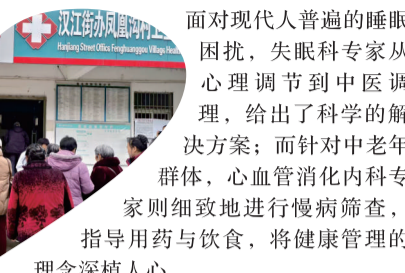 汉江街办凤凰沟村卫
Hanjiang Street Office Fenghuanggou Village Health
面对现代人普遍的睡眠
困扰，失眠科专家从
心理调节到中医调
理，给出了科学的解
决方案；而针对中老年
群体，心血管消化内科专
家则细致地进行慢病筛查，
指导用药与饮食，将健康管理的
理念深植人心